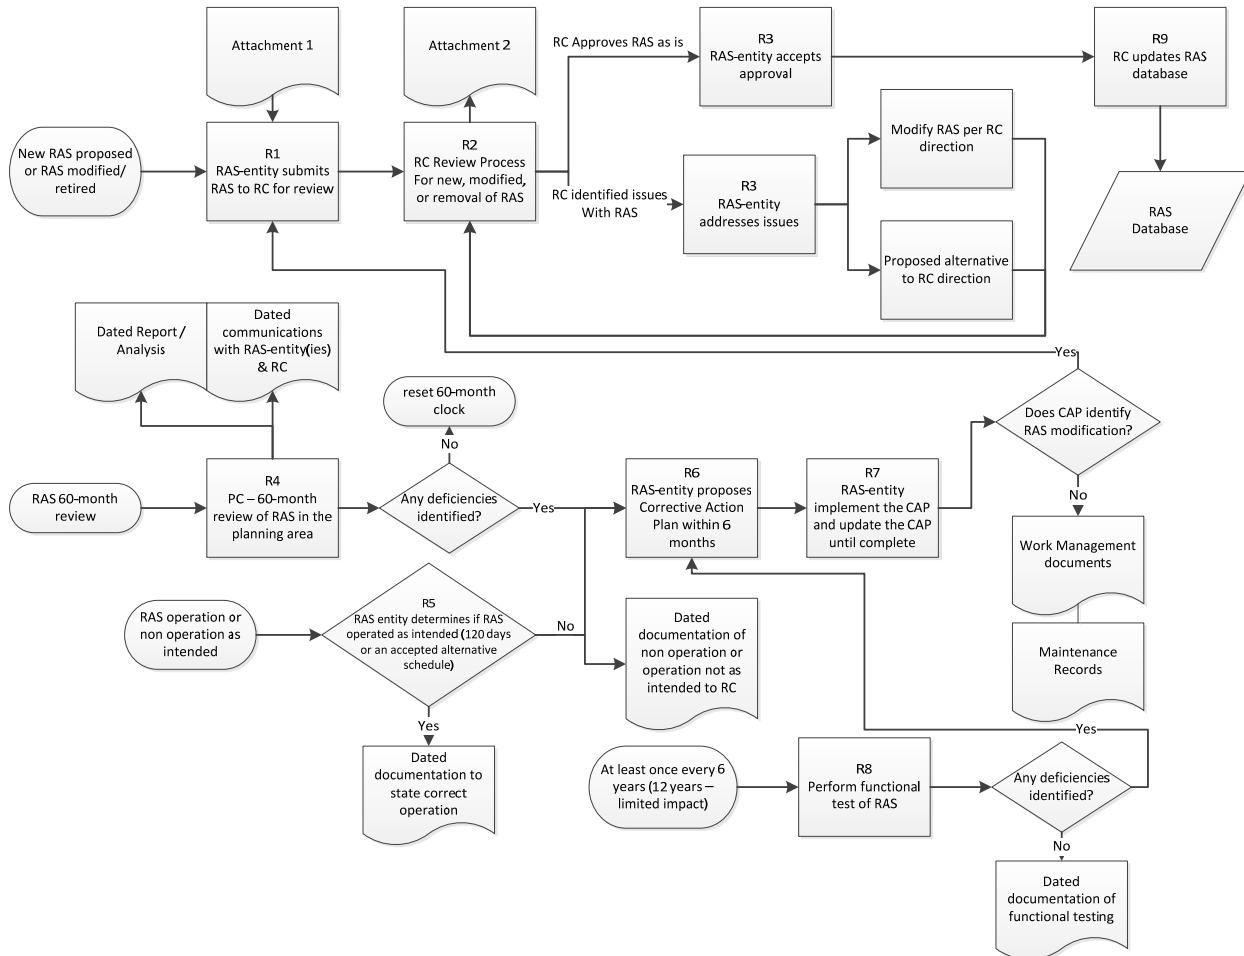 Attachment 1
Attachment 2
RC Approves RAS as is
R3
RAS-entity accepts
approval
R9
RC updates RAS
database
New RAS proposed
or RAS modified/
retired
R1
RAS-entity submits
RAS to RC for review
R2
RC Review Process
For new, modified,
or removal of RAS
RC identified issues
With RAS
R3
RAS-entity
addresses issues
Modify RAS per RC
direction
Proposed alternative
to RC direction
RAS
Database
Dated Report /
Analysis
Dated
communications
with RAS-entity(ies)
& RC
Yes
reset 60-month
clock
No
Does CAP identify
RAS modification?
No
RAS 60-month
review
R4
PC – 60-month
review of RAS in the
planning area
Any deficiencies
identified?
Yes
R6
RAS-entity proposes
Corrective Action
Plan within 6
months
R7
RAS-entity
implement the CAP
and update the CAP
until complete
Work Management
documents
Maintenance
Records
RAS operation or
non operation as
intended
R5
RAS entity determines if RAS
operated as intended (120 days
or an accepted alternative
schedule)
No
Yes
Dated
documentation of
non operation or
operation not as
intended to RC
Dated
documentation to
state correct
operation
At least once every 6
years (12 years –
limited impact)
R8
Perform functional
test of RAS
Any deficiencies
identified?
Yes
No
Dated
documentation of
functional testing